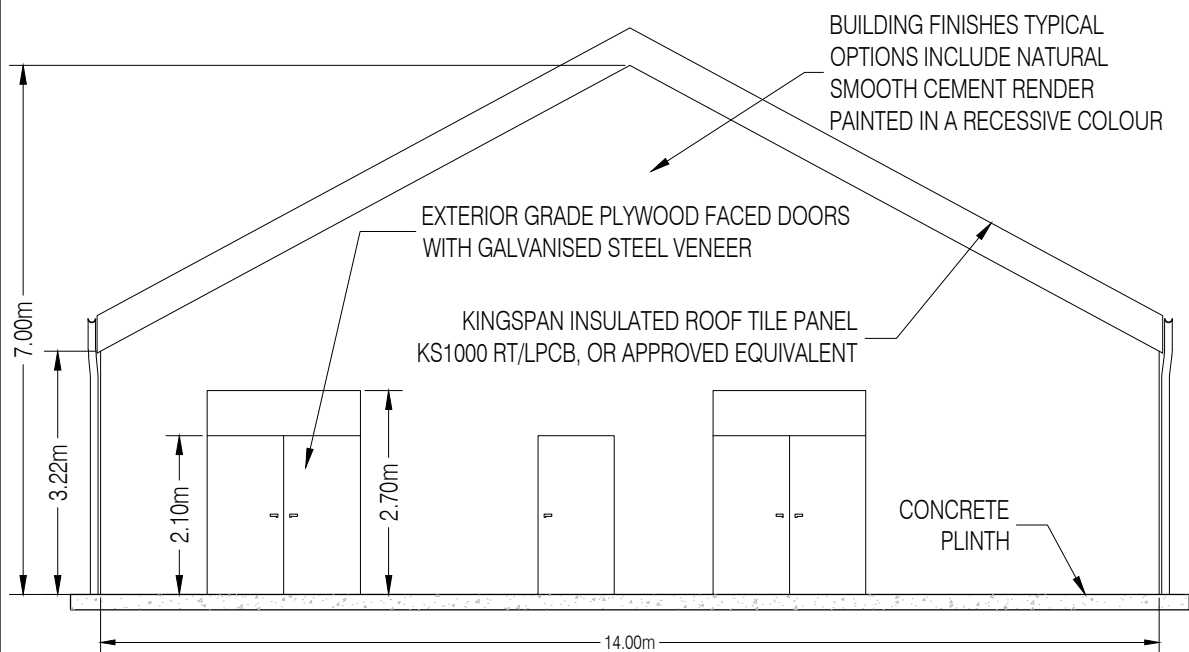 BUILDING FINISHES TYPICAL
OPTIONS INCLUDE NATURAL
SMOOTH CEMENT RENDER
PAINTED IN A RECESSIVE COLOUR
EXTERIOR GRADE PLYWOOD FACED DOORS
WITH GALVANISED STEEL VENEER
KINGSPAN INSULATED ROOF TILE PANEL
KS1000 RT/LPCB, OR APPROVED EQUIVALENT
7.00m
3.22m
2.10m
2.70m
CONCRETE
PLINTH
14.00m